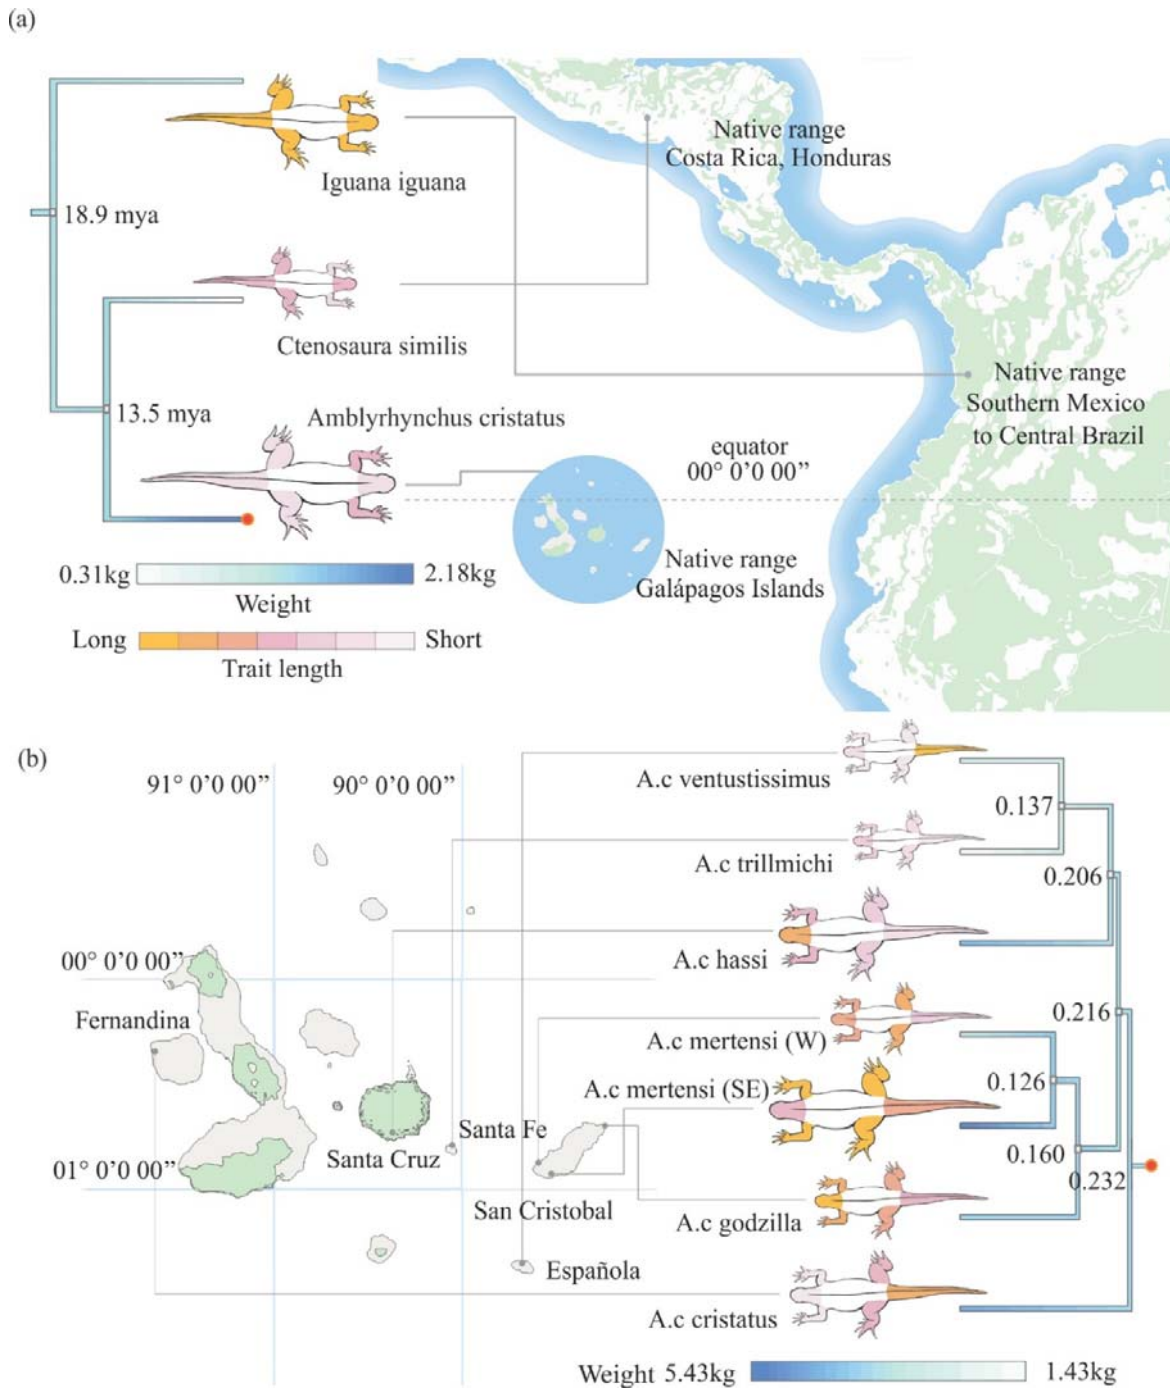 (a)
Iguana iguana
18.9 mya
Ctenosaura similis
13.5 mya
Amblyrhynchus cristatus
Native range
Costa Rica, Honduras
Native range
Southern Mexico
to Central Brazil
equator
00° 0’0 00”
Native range
Galápagos Islands
0.31kg
2.18kg
Weight
Long
Short
Trait length
(b)
91° 0’0 00”
90° 0’0 00”
00° 0’0 00”
01° 0’0 00”
Fernandina
Santa Cruz
Santa Fe
San Cristobal
Española
A.c ventustissimus
A.c trillmichi
A.c hassi
A.c mertensi (W)
A.c mertensi (SE)
A.c godzilla
A.c cristatus
0.137
0.206
0.216
0.126
0.160
0.232
Weight 5.43kg
1.43kg